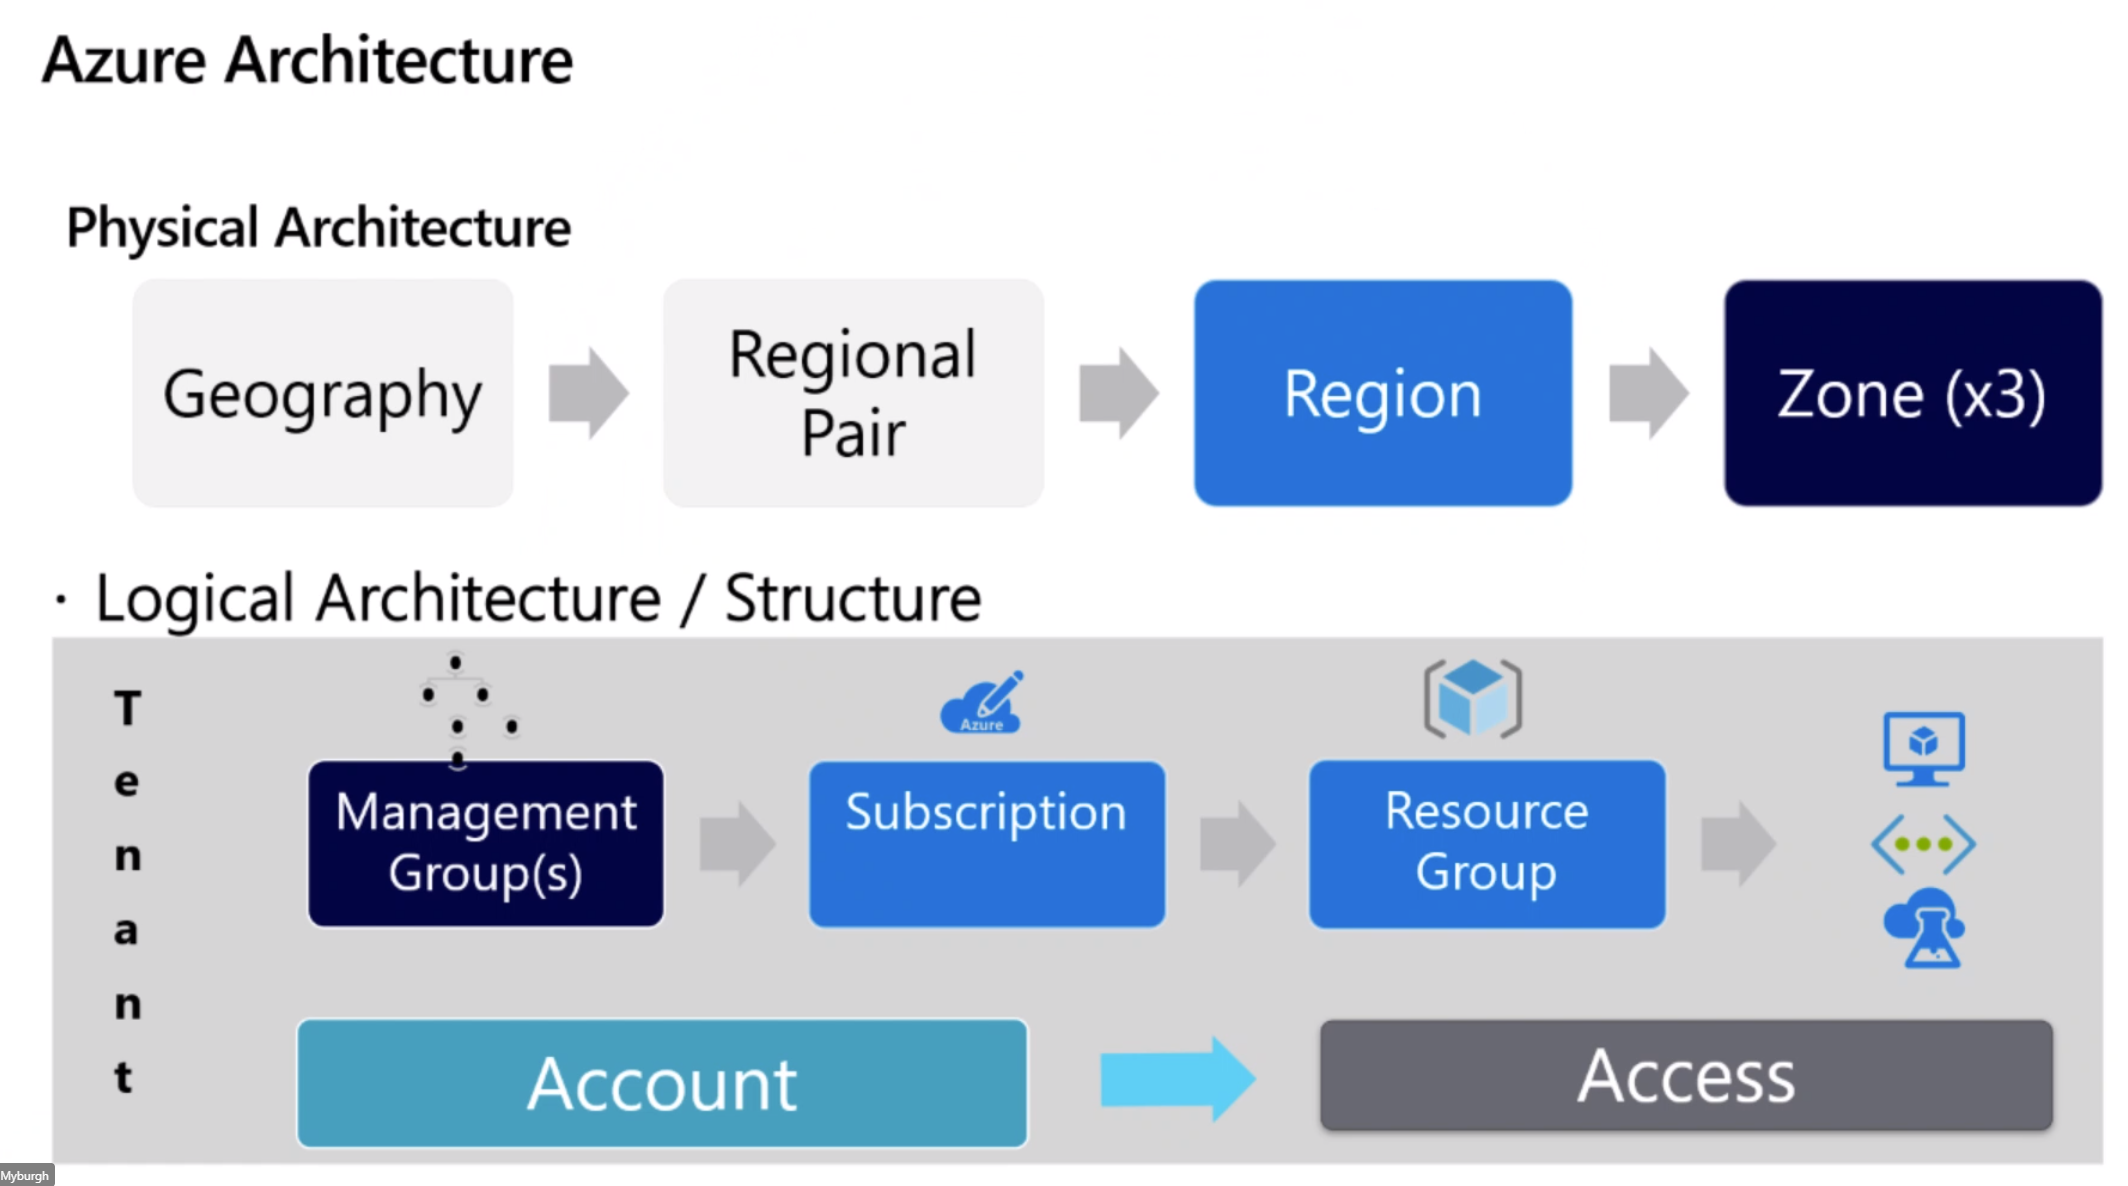 Azure Architecture
Physical Architecture
Geography
Regional
Pair
Region
Zone (x3)
· Logical Architecture / Structure
Tenant
Management
Group(s)
Azure
Subscription
Resource
Group
Account
Access
Myburgh